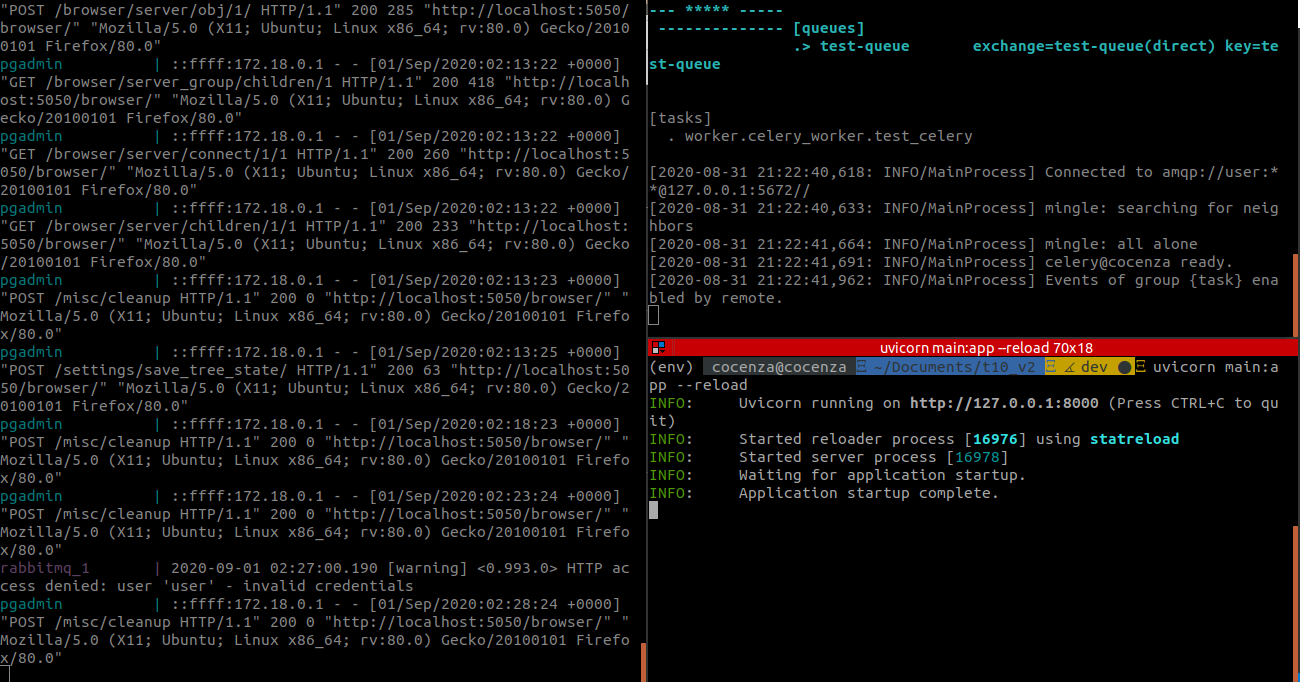 "POST /browser/server/obj/1/ HTTP/1.1" 200 285 "http://localhost:5050/
browser/" "Mozilla/5.0 (X11; Ubuntu; Linux x86_64; rv:80.0) Gecko/2010
0101 Firefox/80.0"
pgadmin | ::ffff:172.18.0.1 - - [01/Sep/2020:02:13:22 +0000]
"GET /browser/server_group/children/1 HTTP/1.1" 200 418 "http://localh
ost:5050/browser/" "Mozilla/5.0 (X11; Ubuntu; Linux x86_64; rv:80.0) G
ecko/20100101 Firefox/80.0"
pgadmin | ::ffff:172.18.0.1 - - [01/Sep/2020:02:13:22 +0000]
"GET /browser/server/connect/1/1 HTTP/1.1" 200 260 "http://localhost:5
050/browser/" "Mozilla/5.0 (X11; Ubuntu; Linux x86_64; rv:80.0) Gecko/
20100101 Firefox/80.0"
pgadmin | ::ffff:172.18.0.1 - - [01/Sep/2020:02:13:22 +0000]
"GET /browser/server/children/1/1 HTTP/1.1" 200 233 "http://localhost:
5050/browser/" "Mozilla/5.0 (X11; Ubuntu; Linux x86_64; rv:80.0) Gecko
/20100101 Firefox/80.0"
pgadmin | ::ffff:172.18.0.1 - - [01/Sep/2020:02:13:23 +0000]
"POST /misc/cleanup HTTP/1.1" 200 0 "http://localhost:5050/browser/" "
Mozilla/5.0 (X11; Ubuntu; Linux x86_64; rv:80.0) Gecko/20100101 Firefo
x/80.0"
pgadmin | ::ffff:172.18.0.1 - - [01/Sep/2020:02:13:25 +0000]
"POST /settings/save_tree_state/ HTTP/1.1" 200 63 "http://localhost:50
50/browser/" "Mozilla/5.0 (X11; Ubuntu; Linux x86_64; rv:80.0) Gecko/2
0100101 Firefox/80.0"
pgadmin | ::ffff:172.18.0.1 - - [01/Sep/2020:02:18:23 +0000]
"POST /misc/cleanup HTTP/1.1" 200 0 "http://localhost:5050/browser/" "
Mozilla/5.0 (X11; Ubuntu; Linux x86_64; rv:80.0) Gecko/20100101 Firefo
x/80.0"
pgadmin | ::ffff:172.18.0.1 - - [01/Sep/2020:02:23:24 +0000]
"POST /misc/cleanup HTTP/1.1" 200 0 "http://localhost:5050/browser/" "
Mozilla/5.0 (X11; Ubuntu; Linux x86_64; rv:80.0) Gecko/20100101 Firefo
x/80.0"
rabbitmq_1 | 2020-09-01 02:27:00.190 [warning] <0.993.0> HTTP ac
cess denied: user 'user' - invalid credentials
pgadmin | ::ffff:172.18.0.1 - - [01/Sep/2020:02:28:24 +0000]
"POST /misc/cleanup HTTP/1.1" 200 0 "http://localhost:5050/browser/" "
Mozilla/5.0 (X11; Ubuntu; Linux x86_64; rv:80.0) Gecko/20100101 Firefo
x/80.0"
--- ***** -----
-------------- [queues]
.> test-queue exchange=test-queue(direct) key=te
st-queue
[tasks]
. worker.celery_worker.test_celery
[2020-08-31 21:22:40,618: INFO/MainProcess] Connected to amqp://user:*
*@127.0.0.1:5672//
[2020-08-31 21:22:40,633: INFO/MainProcess] mingle: searching for neig
hbors
[2020-08-31 21:22:41,664: INFO/MainProcess] mingle: all alone
[2020-08-31 21:22:41,691: INFO/MainProcess] celery@cocenza ready.
[2020-08-31 21:22:41,962: INFO/MainProcess] Events of group {task} ena
bled by remote.
uvicorn main:app --reload 70x18
(env) cocenza@cocenza ~/Documents/t10_v2 dev ● uvicorn main:a
pp --reload
INFO: Uvicorn running on http://127.0.0.1:8000 (Press CTRL+C to qu
it)
INFO: Started reloader process [16976] using statreload
INFO: Started server process [16978]
INFO: Waiting for application startup.
INFO: Application startup complete.